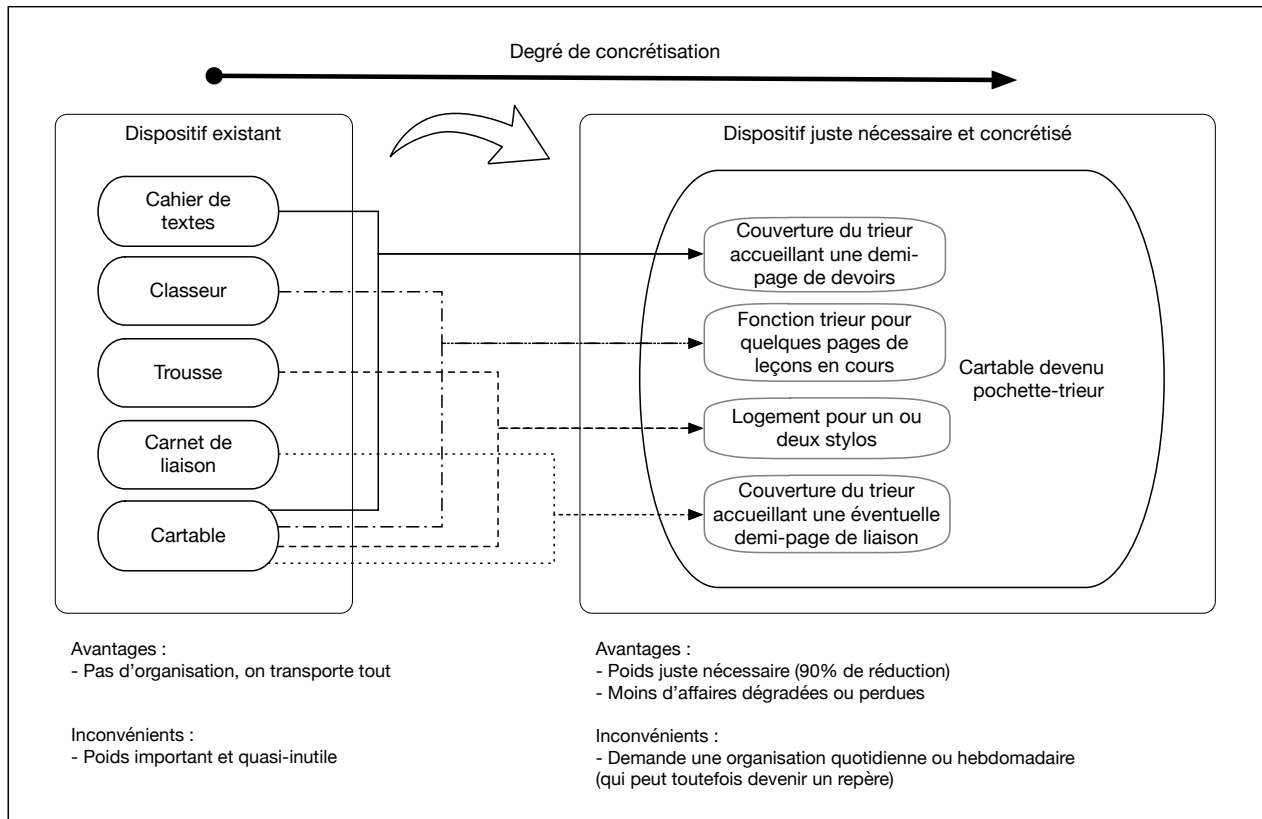 Degré de concrétisation
Dispositif existant
Cahier de
textes
Classeur
Trousse
Carnet de
liaison
Cartable
Dispositif juste nécessaire et concrétisé
Couverture du trieur
accueillant une demi-
page de devoirs
Fonction trieur pour
quelques pages de
leçons en cours
Logement pour un ou
deux stylos
Couverture du trieur
accueillant une éventuelle
demi-page de liaison
Cartable devenu
pochette-trieur
Avantages :
- Pas d'organisation, on transporte tout
Inconvénients :
- Poids important et quasi-inutile
Avantages :
- Poids juste nécessaire (90% de réduction)
- Moins d'affaires dégradées ou perdues
Inconvénients :
- Demande une organisation quotidienne ou hebdomadaire
(qui peut toutefois devenir un repère)